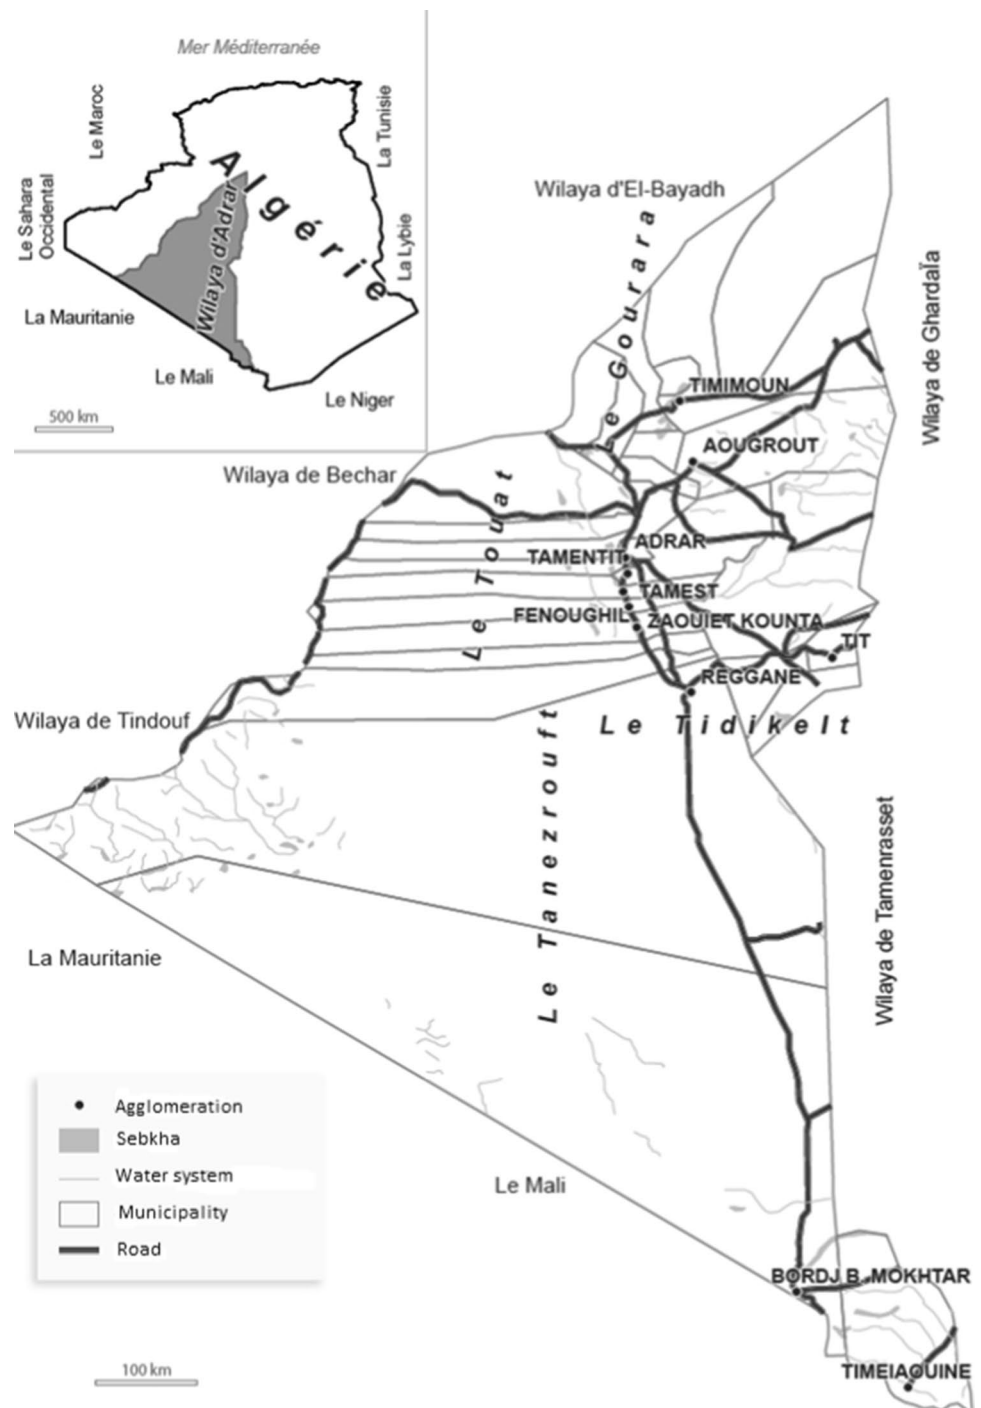 Mer Méditerranée
Le Maroc
La Tunisie
Algérie
Le Sahara
Occidental
Wilaya d'Adrar
La Lybie
La Mauritanie
Le Mali
Le Niger
500 km
Wilaya d'El-Bayadh
Le Gourara
Wilaya de Ghardaïa
TIMIMOUN
AOUGROUT
Wilaya de Bechar
Le Touat
ADRAR
TAMENTIT
TAMEST
FENOUGHIL
ZAOUIET KOUNTA
TIT
REGGANE
Wilaya de Tindouf
Le Tidikelt
Le Tanezrouft
Wilaya de Tamenrasset
La Mauritanie
Agglomeration
Sebkha
Water system
Municipality
Road
Le Mali
BORDJ B. MOKHTAR
TIMEIAOUINE
100 km